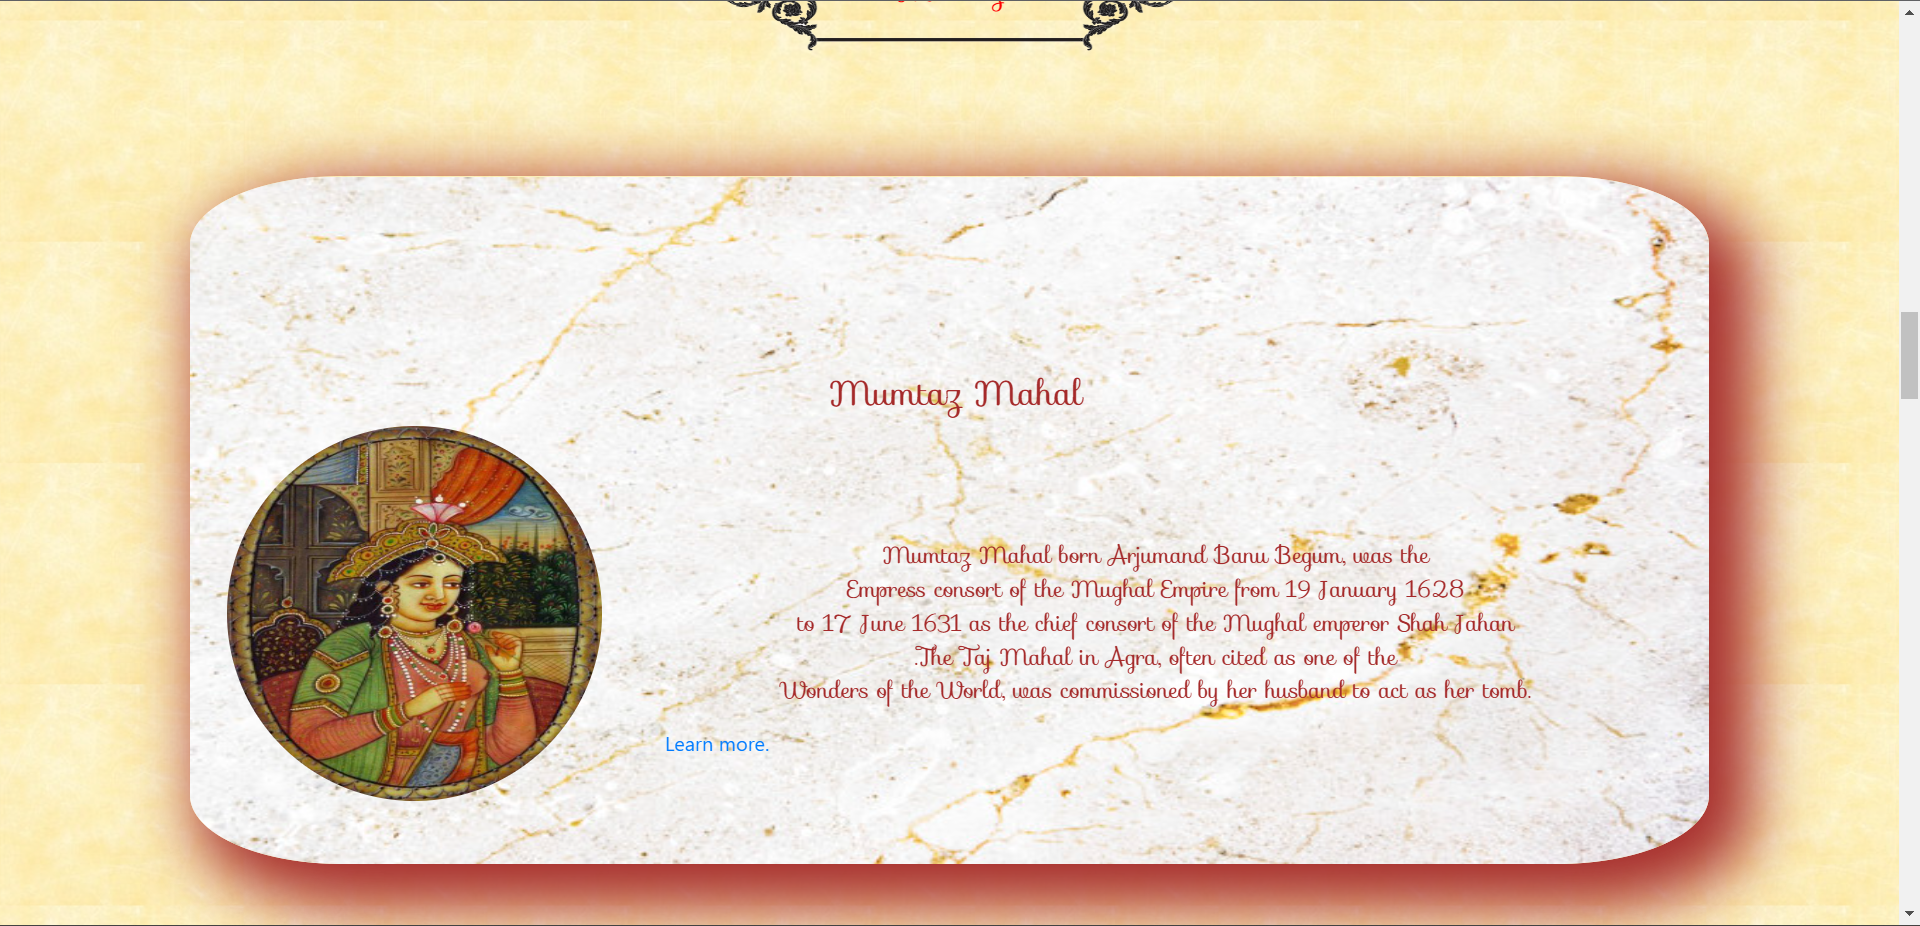 Mumtaz Mahal
Mumtaz Mahal born Arjumand Banu Begum, was the
Empress consort of the Mughal Empire from 19 January 1628
to 17 June 1631 as the chief consort of the Mughal emperor Shah Jahan
.The Taj Mahal in Agra, often cited as one of the
Wonders of the World, was commissioned by her husband to act as her tomb.
Learn more.